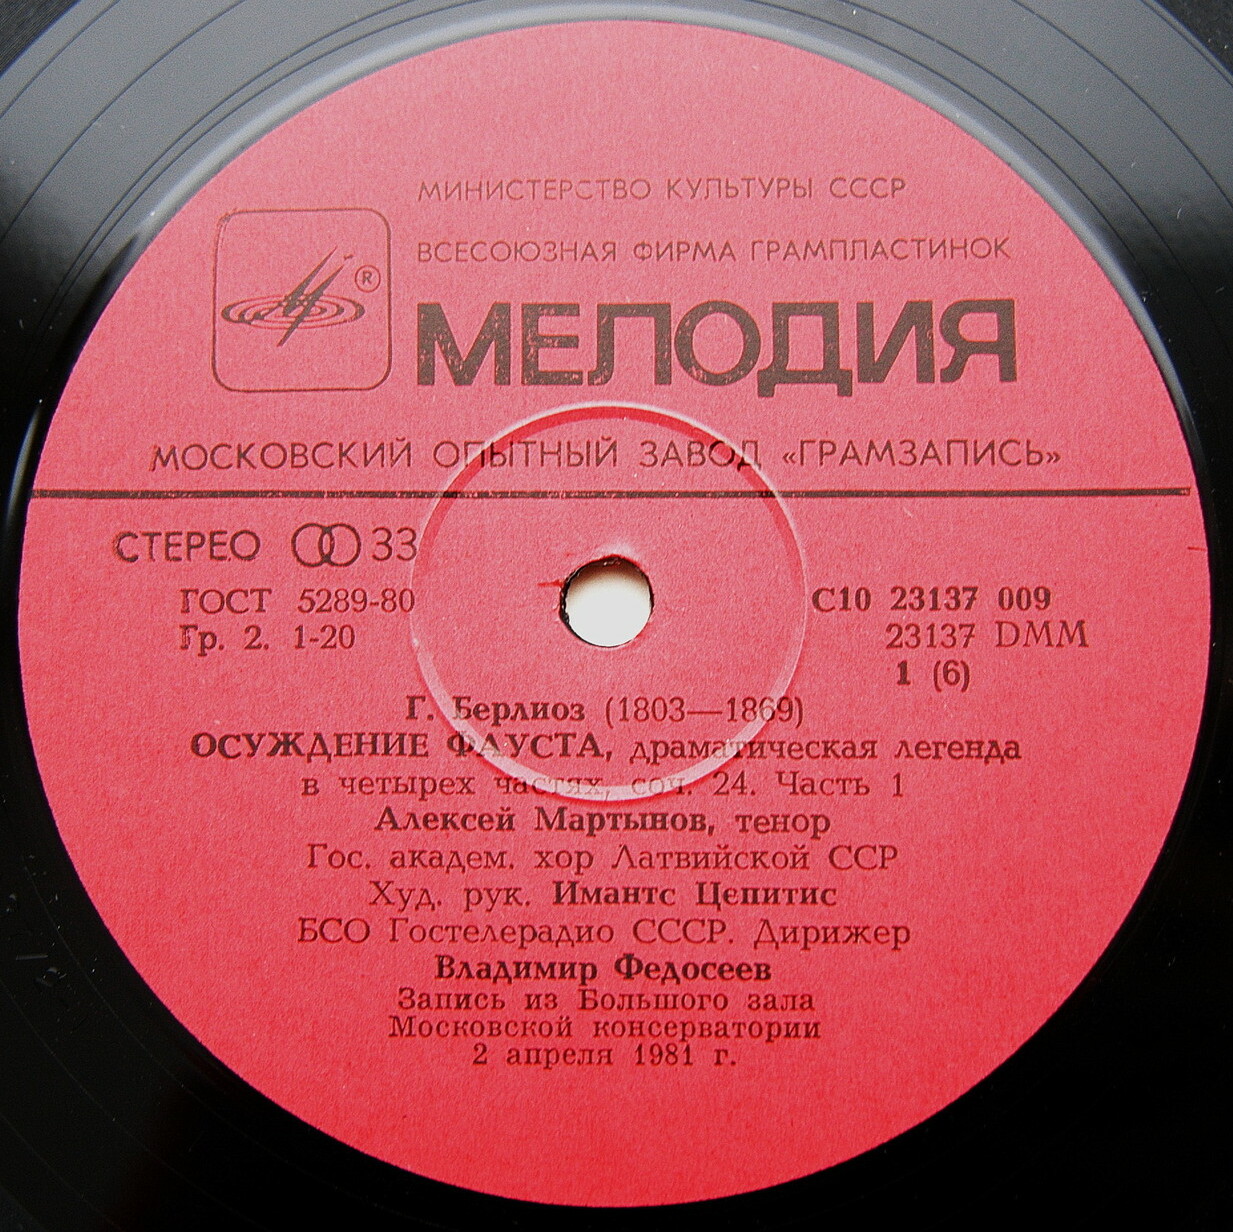 МИНИСТЕРСТВО КУЛЬТУРЫ СССР
ВСЕСОЮЗНАЯ ФИРМА ГРАМПЛАСТИНОК
®
МЕЛОДИЯ
МОСКОВСКИЙ ОПЫТНЫЙ ЗАВОД «ГРАМЗАПИСЬ»
СТЕРЕО 33
ГОСТ 5289-80
Гр. 2. 1-20
С10 23137 009
23137 DMM
1 (6)
Г. Берлиоз (1803—1869)
ОСУЖДЕНИЕ ФАУСТА, драматическая легенда
в четырех частях, соч. 24. Часть 1
Алексей Мартынов, тенор
Гос. академ. хор Латвийской ССР
Худ. рук. Имантс Цепитис
БСО Гостелерадио СССР. Дирижер
Владимир Федосеев
Запись из Большого зала
Московской консерватории
2 апреля 1981 г.